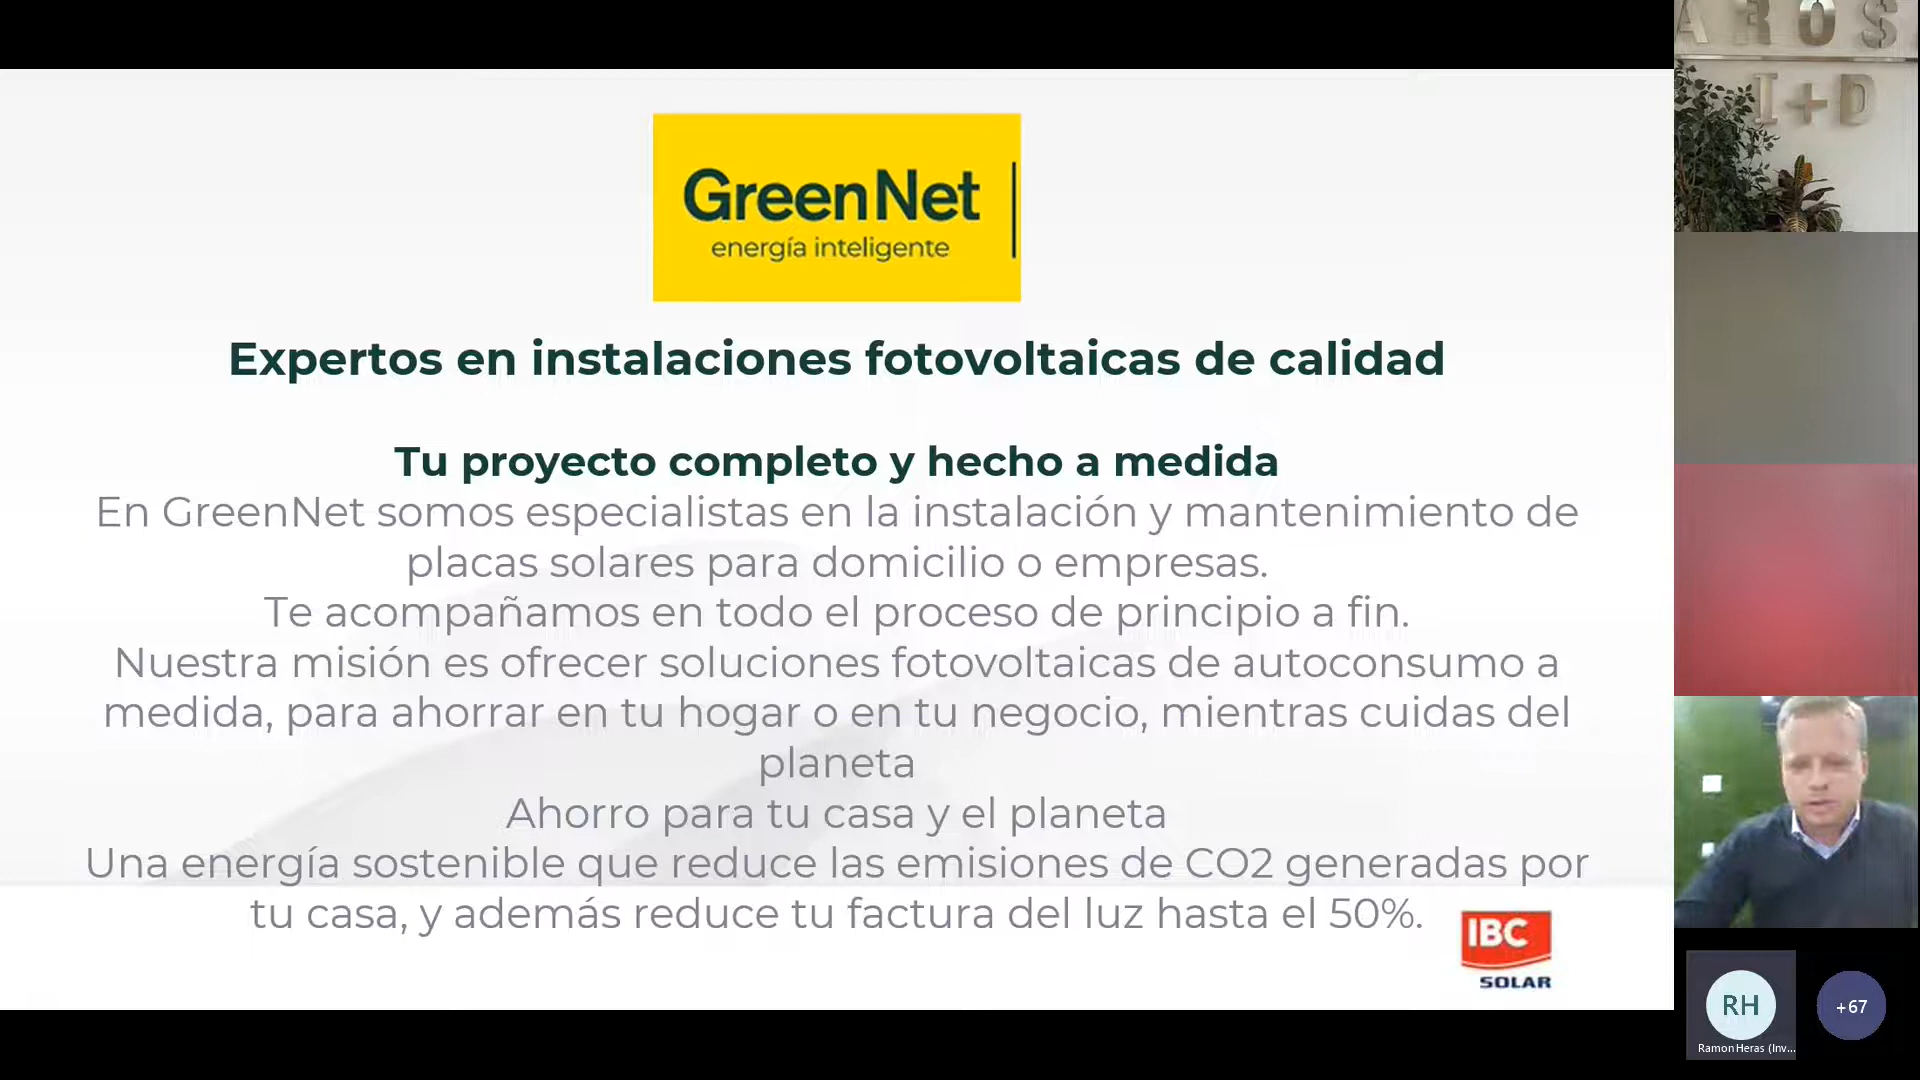 GreenNet
energía inteligente
Expertos en instalaciones fotovoltaicas de calidad
Tu proyecto completo y hecho a medida
En GreenNet somos especialistas en la instalación y mantenimiento de
placas solares para domicilio o empresas.
Te acompañamos en todo el proceso de principio a fin.
Nuestra misión es ofrecer soluciones fotovoltaicas de autoconsumo a
medida, para ahorrar en tu hogar o en tu negocio, mientras cuidas del
planeta
Ahorro para tu casa y el planeta
Una energía sostenible que reduce las emisiones de CO2 generadas por
tu casa, y además reduce tu factura del luz hasta el 50%.
IBC
SOLAR
AROS
I+D
RH
Ramon Heras (Inv...
+67